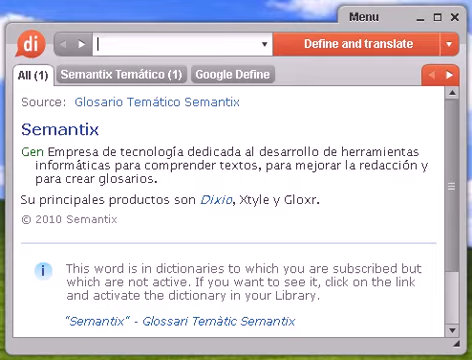 Menu
di
Define and translate
All (1)
Semantix Temático (1)
Google Define
Source: Glosario Temático Semantix
Semantix
Gen Empresa de tecnología dedicada al desarrollo de herramientas
informáticas para comprender textos, para mejorar la redacción y
para crear glosarios.
Su principales productos son Dixio, Xtyle y Gloxr.
© 2010 Semantix
i
This word is in dictionaries to which you are subscribed but
which are not active. If you want to see it, click on the link
and activate the dictionary in your Library.
"Semantix" - Glossari Temàtic Semantix